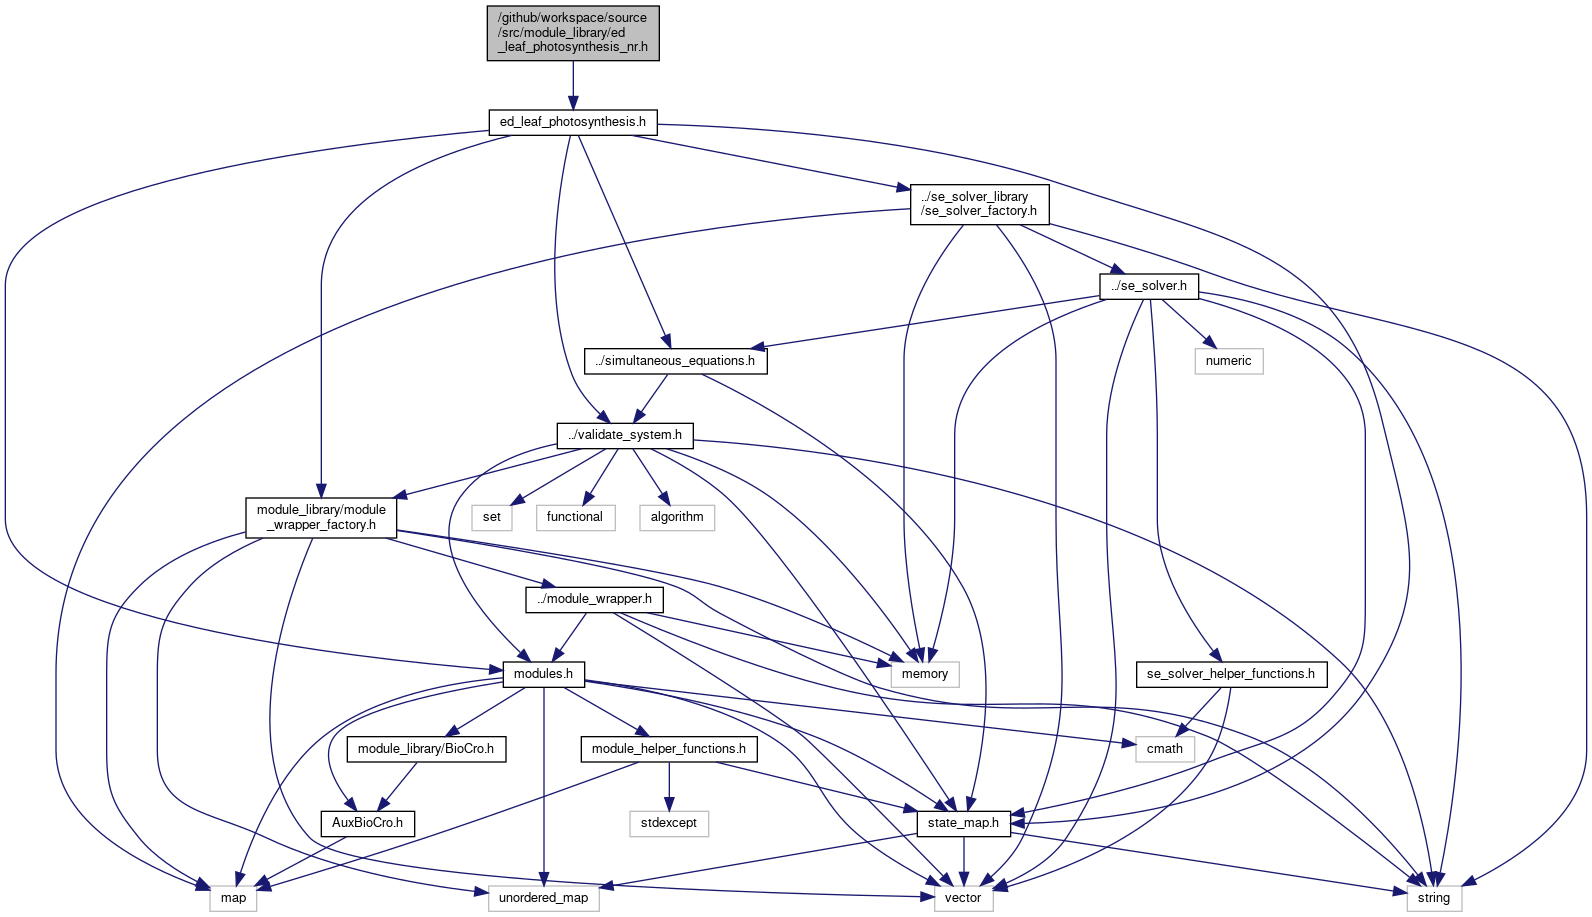 /github/workspace/source
/src/module_library/ed
_leaf_photosynthesis_nr.h
ed_leaf_photosynthesis.h
../se_solver_library
/se_solver_factory.h
../se_solver.h
../simultaneous_equations.h
numeric
../validate_system.h
module_library/module
_wrapper_factory.h
set
functional
algorithm
../module_wrapper.h
modules.h
memory
se_solver_helper_functions.h
module_library/BioCro.h
module_helper_functions.h
cmath
AuxBioCro.h
stdexcept
state_map.h
map
unordered_map
vector
string